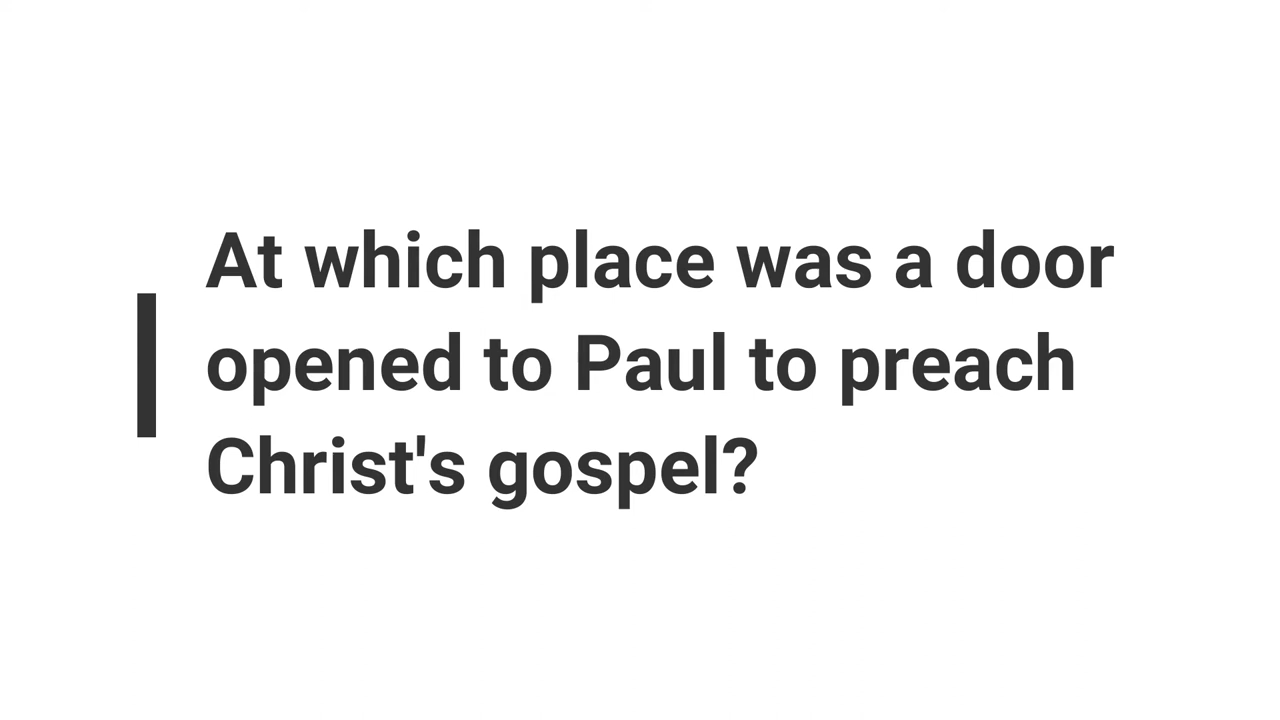 At which place was a door
opened to Paul to preach
Christ's gospel?